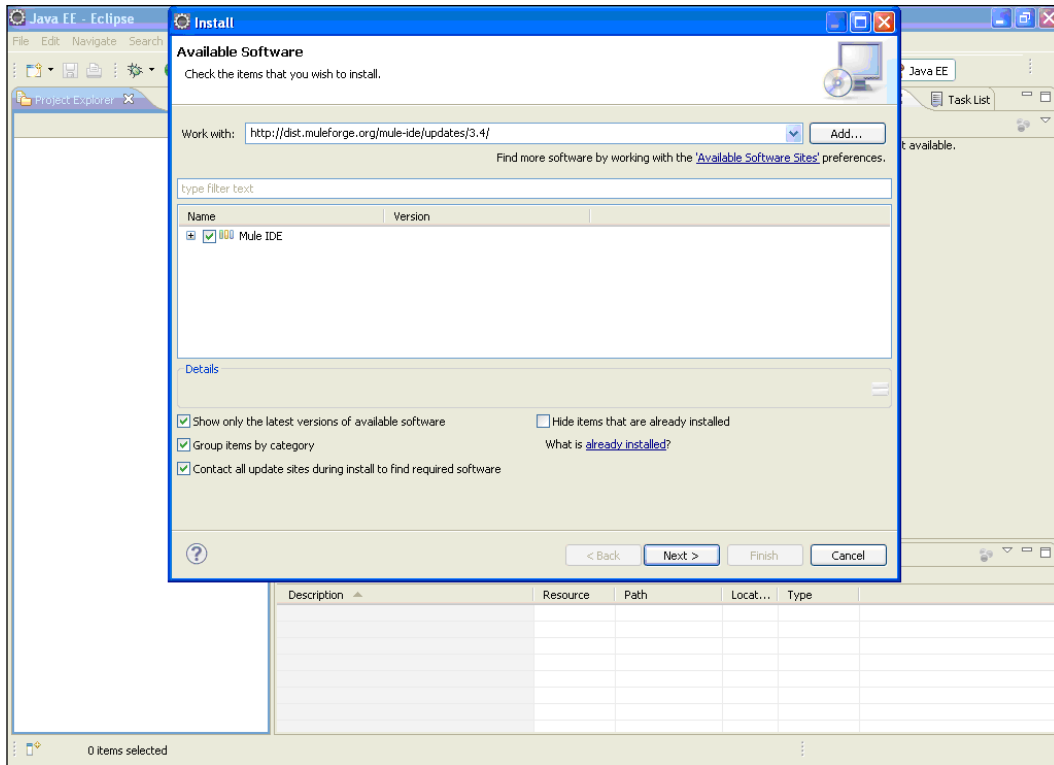 Java EE - Eclipse
File Edit Navigate Search
Project Explorer
Install
Available Software
Check the items that you wish to install.
Work with: http://dist.muleforge.org/mule-ide/updates/3.4/ Add...
Find more software by working with the 'Available Software Sites' preferences.
type filter text
Name Version
Mule IDE
Details
Show only the latest versions of available software
Hide items that are already installed
Group items by category
What is already installed?
Contact all update sites during install to find required software
? < Back Next > Finish Cancel
Java EE
Task List
t available.
Description Resource Path Locat... Type
0 items selected